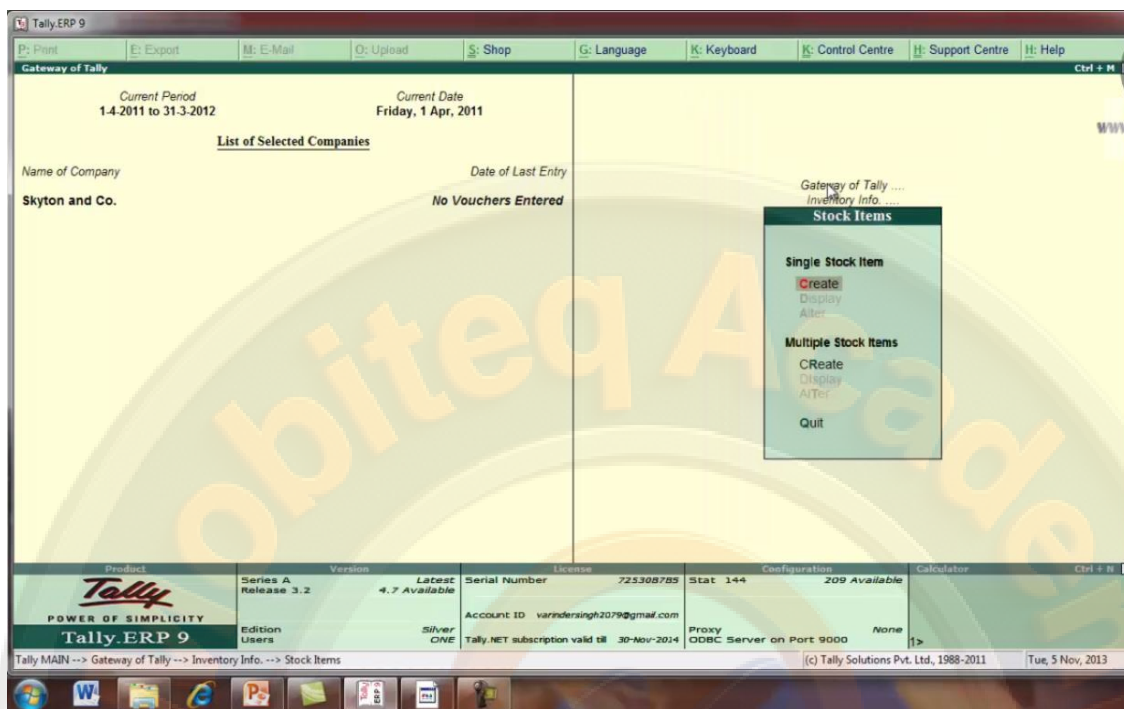 Tally.ERP 9
P: Print E: Export M: E-Mail O: Upload S: Shop G: Language K: Keyboard K: Control Centre H: Support Centre H: Help
Gateway of Tally Ctrl + M
Current Period Current Date
1-4-2011 to 31-3-2012 Friday, 1 Apr, 2011
List of Selected Companies
Name of Company Date of Last Entry
Skyton and Co. No Vouchers Entered
www
Gateway of Tally ....
Inventory Info. ....
Stock Items
Single Stock Item
Create
Display
Alter
Multiple Stock Items
CReate
Display
AlTer
Quit
obiteq Acade
Product Version License Configuration Calculator Ctrl + N
Tally
POWER OF SIMPLICITY
Tally.ERP 9
Series A Latest
Release 3.2 4.7 Available
Edition Silver
Users ONE
Serial Number 725308785
Account ID varindersingh2079@gmail.com
Tally.NET subscription valid till 30-Nov-2014
Stat 144 209 Available
Proxy None
ODBC Server on Port 9000
1>
Tally MAIN --> Gateway of Tally --> Inventory Info. --> Stock Items (c) Tally Solutions Pvt. Ltd., 1988-2011 Tue, 5 Nov, 2013